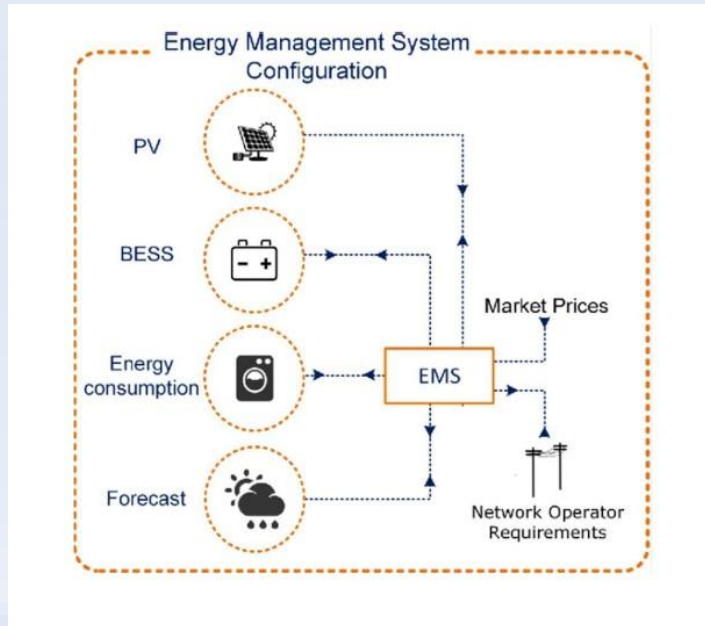 Energy Management System
Configuration
PV
BESS
Market Prices
Energy
consumption
EMS
Forecast
Network Operator
Requirements